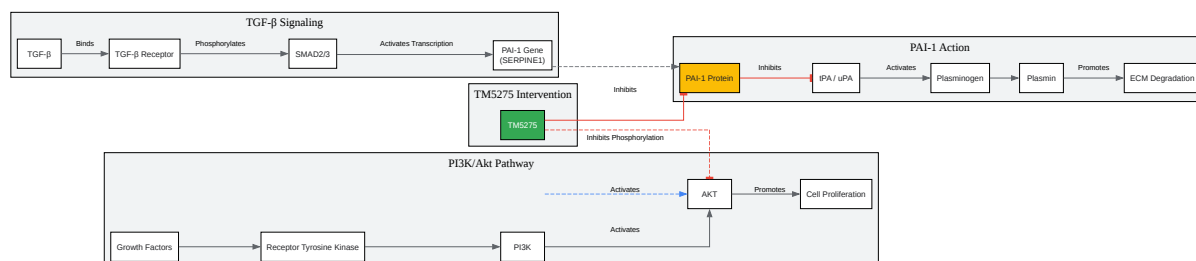 TGF-β Signaling
TGF-β
Binds
TGF-β Receptor
Phosphorylates
SMAD2/3
Activates Transcription
PAI-1 Gene
(SERPINE1)
PAI-1 Action
PAI-1 Protein
Inhibits
tPA / uPA
Activates
Plasminogen
Plasmin
Promotes
ECM Degradation
Inhibits
TM5275 Intervention
TM5275
Inhibits Phosphorylation
PI3K/Akt Pathway
Activates
AKT
Promotes
Cell Proliferation
Activates
Growth Factors
Receptor Tyrosine Kinase
PI3K